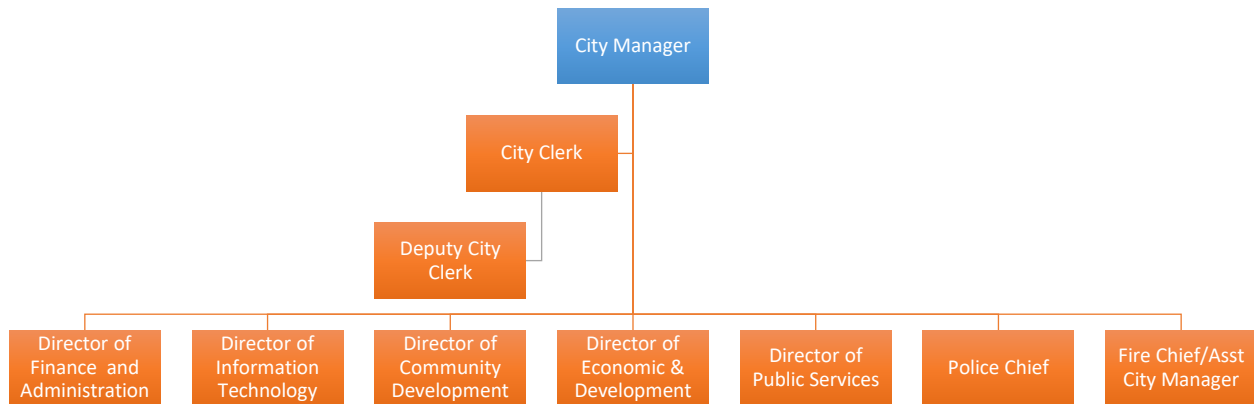 City Manager
City Clerk
Deputy City
Clerk
Director of
Finance and
Administration
Director of
Information
Technology
Director of
Community
Development
Director of
Economic &
Development
Director of
Public Services
Police Chief
Fire Chief/Asst
City Manager